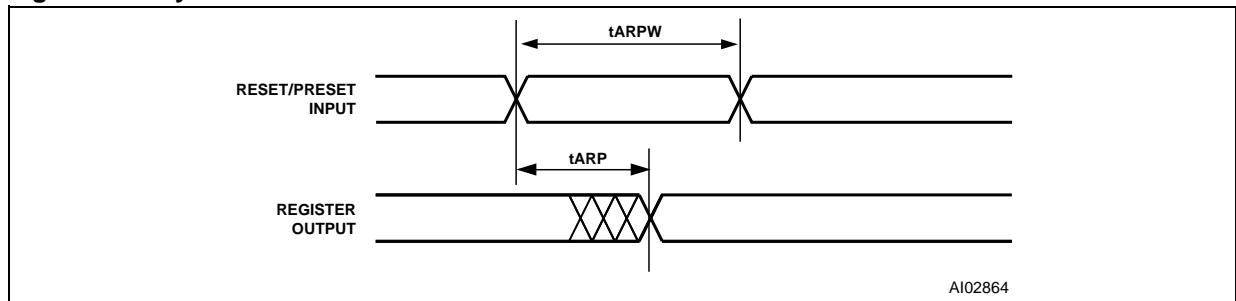 tARPW
RESET/PRESET
INPUT
tARP
REGISTER
OUTPUT
AI02864